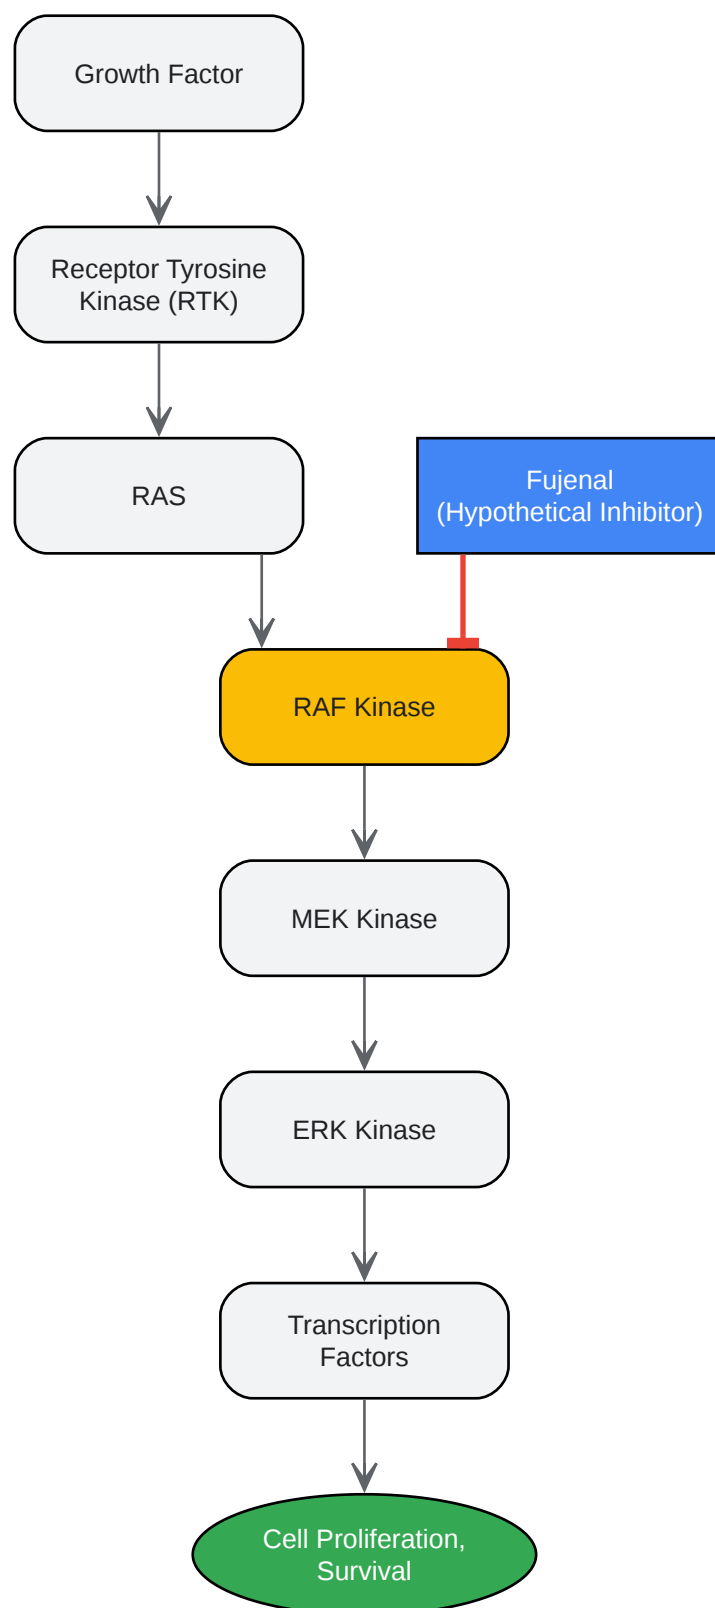 Growth Factor
Receptor Tyrosine
Kinase (RTK)
RAS
Fujenal
(Hypothetical Inhibitor)
RAF Kinase
MEK Kinase
ERK Kinase
Transcription
Factors
Cell Proliferation,
Survival